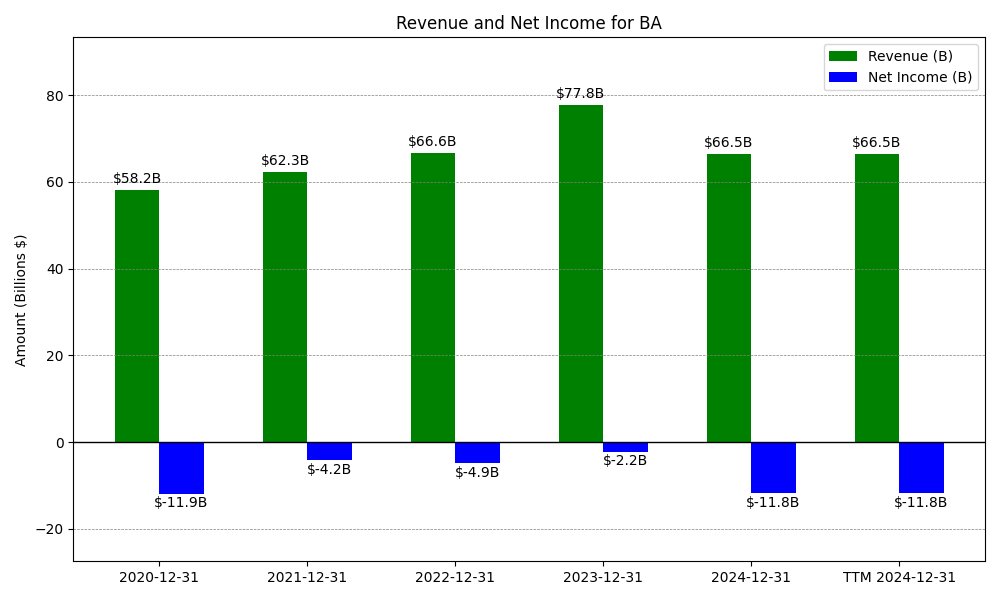 Revenue and Net Income for BA
Revenue (B)
Net Income (B)
Amount (Billions $)
80
60
40
20
0
−20
$58.2B
$62.3B
$66.6B
$77.8B
$66.5B
$66.5B
$-11.9B
$-4.2B
$-4.9B
$-2.2B
$-11.8B
$-11.8B
2020-12-31
2021-12-31
2022-12-31
2023-12-31
2024-12-31
TTM 2024-12-31